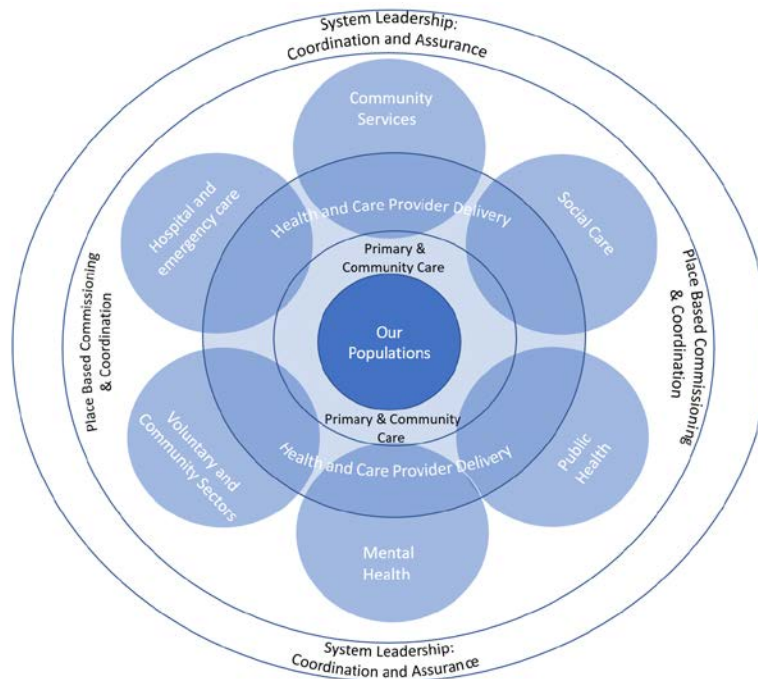 System Leadership:
Coordination and Assurance
Community
Services
Hospital and
emergency care
Health and Care Provider Delivery
Social Care
Primary &
Community Care
Place Based Commissioning
& Coordination
Our
Populations
Place Based Commissioning
& Coordination
Primary & Community
Care
Voluntary and
Community Sectors
Health and Care Provider Delivery
Public
Health
Mental
Health
System Leadership:
Coordination and Assurance